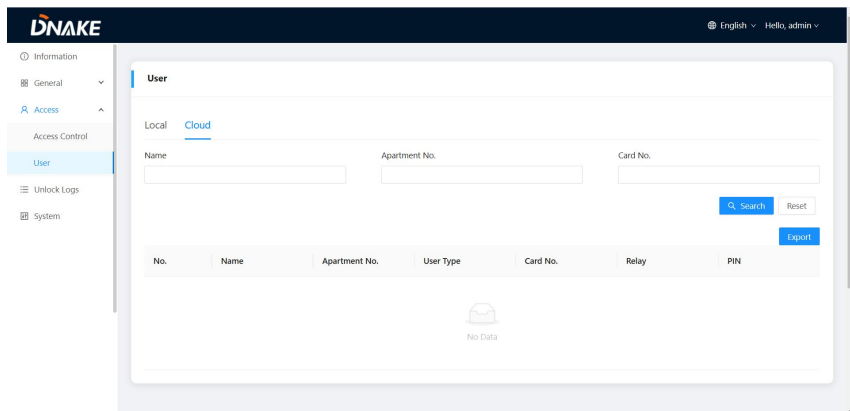 DNAKE
English
Hello, admin
Information
General
Access
Access Control
User
Unlock Logs
System
User
Local Cloud
Name Apartment No. Card No.
Search Reset
Export
No. Name Apartment No. User Type Card No. Relay PIN
No Data